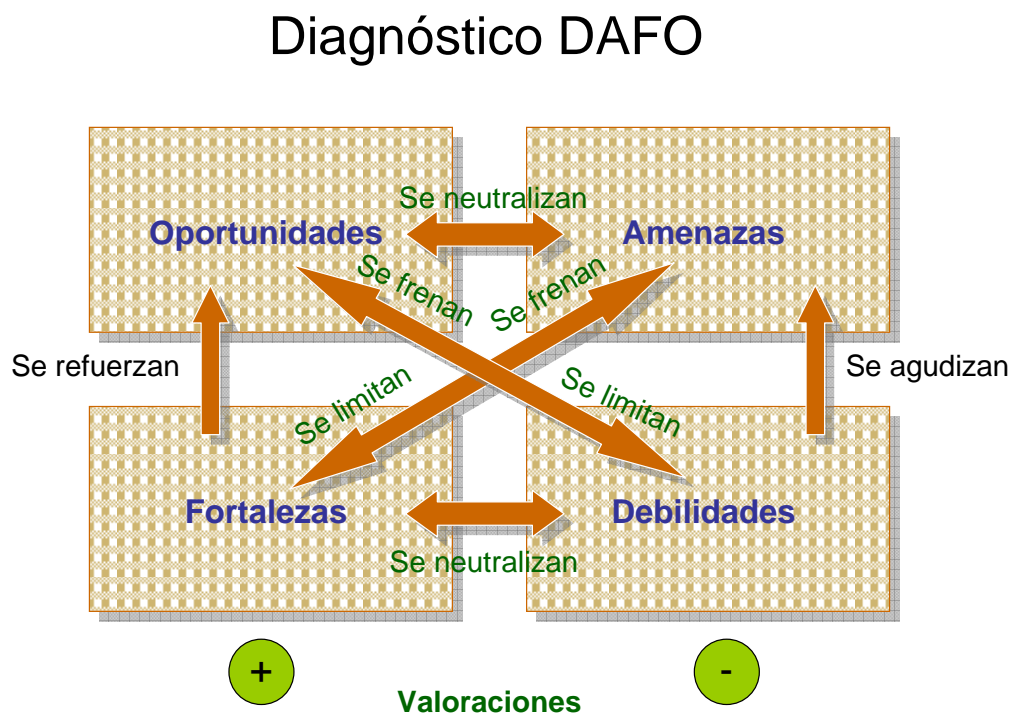 Diagnóstico DAFO
Se neutralizan
Oportunidades
Amenazas
Se frenan
Se frenan
Se refuerzan
Se agudizan
Se limitan
Se limitan
Fortalezas
Debilidades
Se neutralizan
+
-
Valoraciones